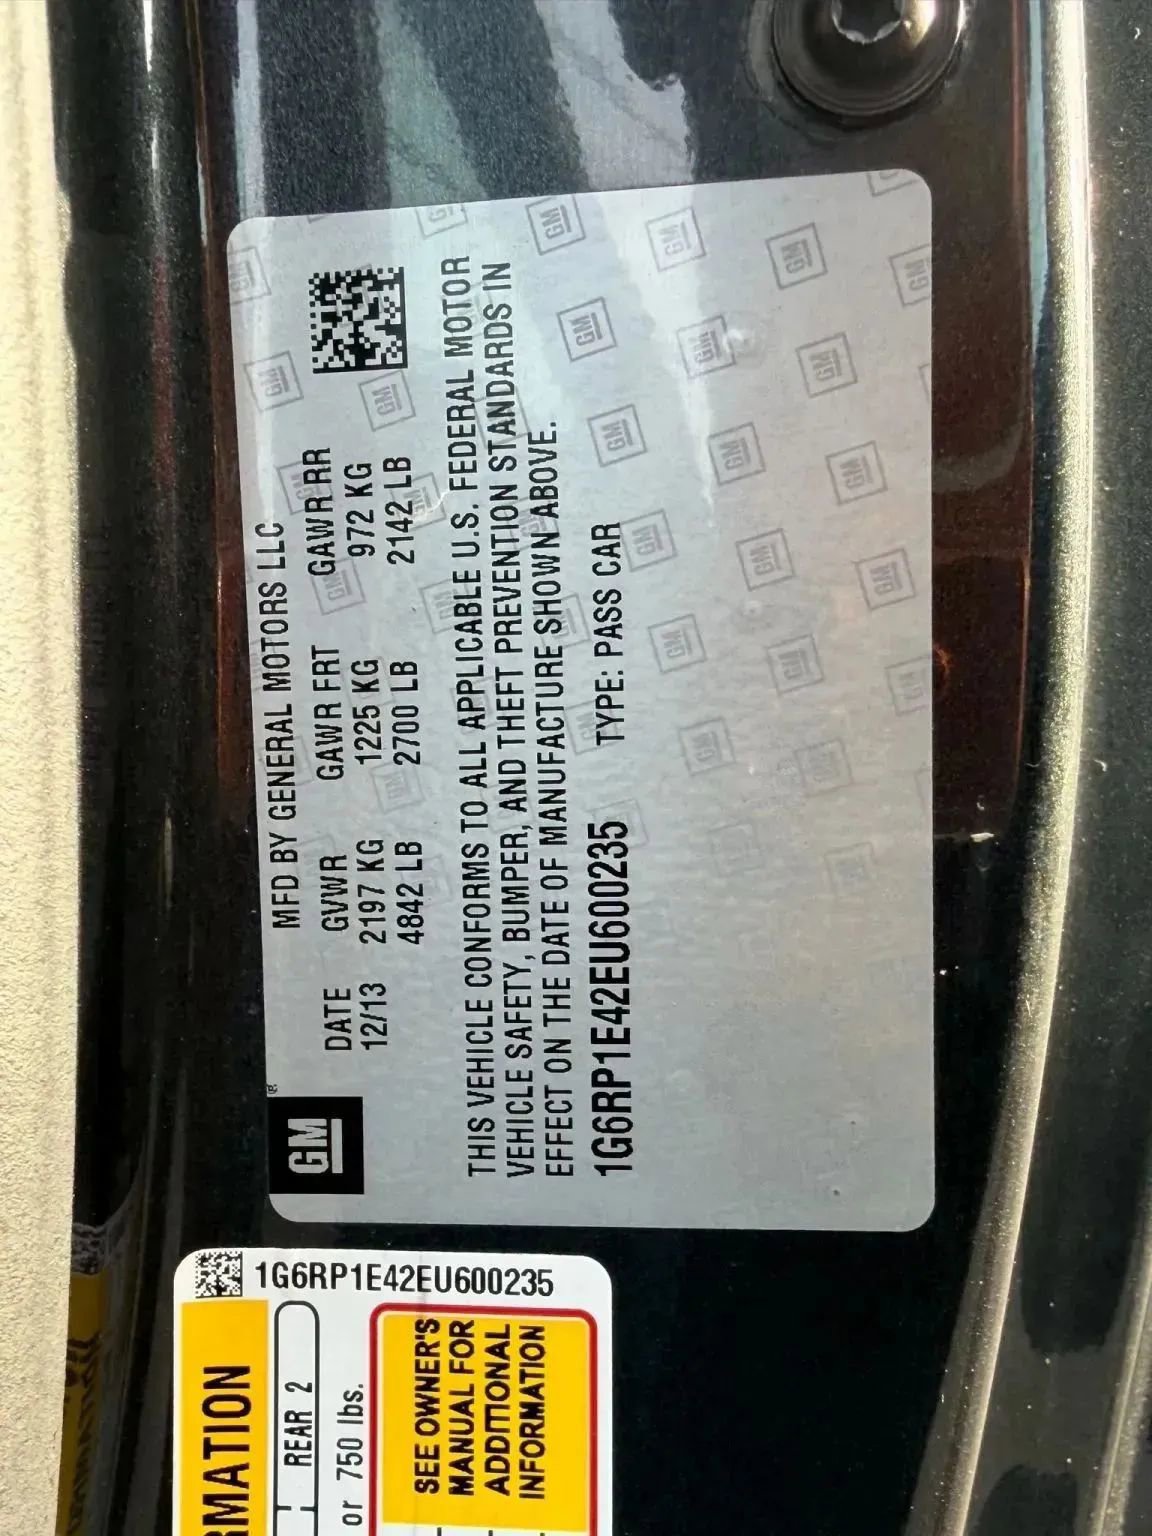 GM
MFD BY GENERAL MOTORS LLC
DATE GVWR GAWR FRT GAWR RR
12/13 2197 KG 1225 KG 972 KG
4842 LB 2700 LB 2142 LB
THIS VEHICLE CONFORMS TO ALL APPLICABLE U.S. FEDERAL MOTOR
VEHICLE SAFETY, BUMPER, AND THEFT PREVENTION STANDARDS IN
EFFECT ON THE DATE OF MANUFACTURE SHOWN ABOVE.
1G6RP1E42EU600235 TYPE: PASS CAR
1G6RP1E42EU600235
RMATION
REAR 2
or 750 lbs.
SEE OWNER'S
MANUAL FOR
ADDITIONAL
INFORMATION